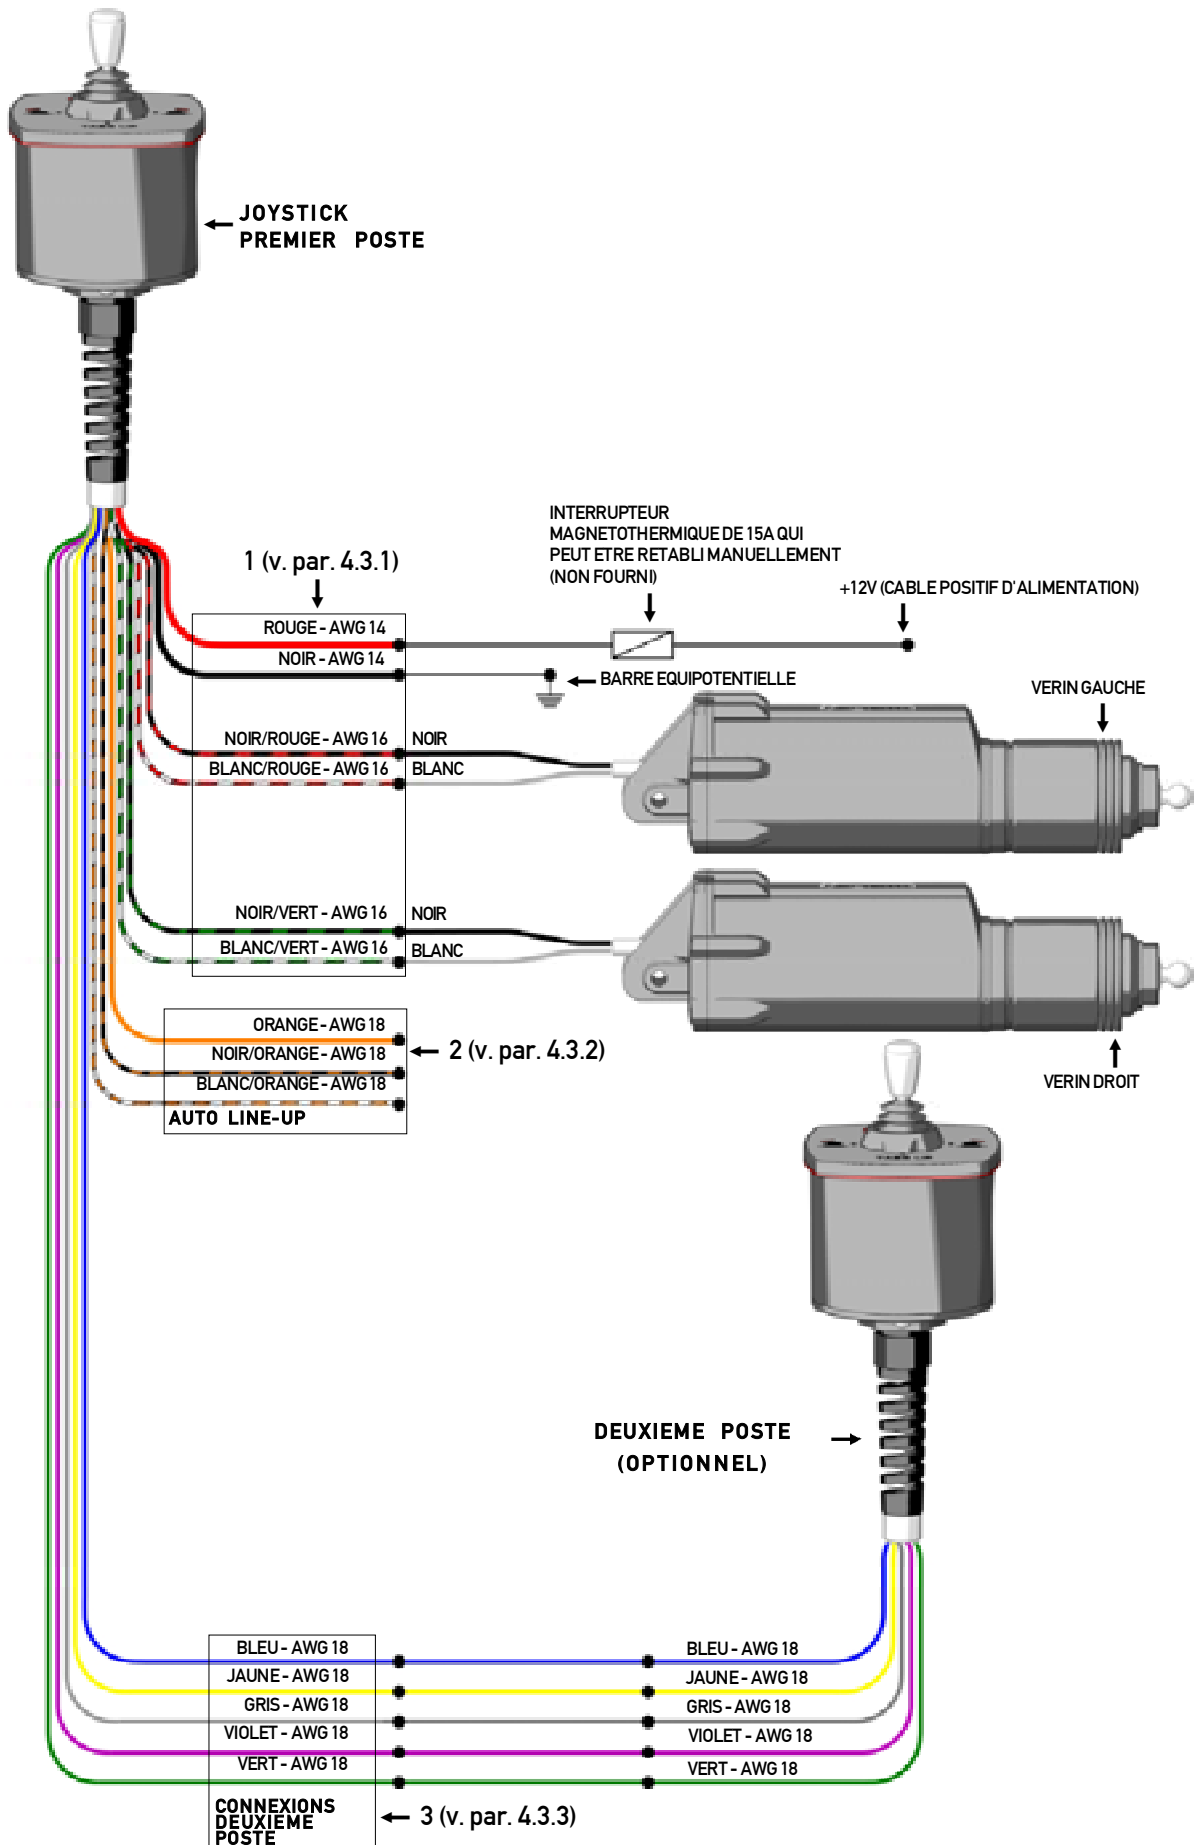 JOYSTICK
PREMIER POSTE
INTERRUPTEUR
MAGNETOTHERMIQUE DE 15A QUI
PEUT ETRE RETABLI MANUELLEMENT
(NON FOURNI)
1 (v. par. 4.3.1)
+12V (CABLE POSITIF D'ALIMENTATION)
ROUGE - AWG 14
NOIR - AWG 14
BARRE EQUIPOTENTIELLE
VERIN GAUCHE
NOIR/ROUGE - AWG 16
NOIR
BLANC/ROUGE - AWG 16
BLANC
NOIR/VERT - AWG 16
NOIR
BLANC/VERT - AWG 16
BLANC
ORANGE - AWG 18
NOIR/ORANGE - AWG 18
2 (v. par. 4.3.2)
BLANC/ORANGE - AWG 18
AUTO LINE-UP
VERIN DROIT
DEUXIEME POSTE
(OPTIONNEL)
BLEU - AWG 18
BLEU - AWG 18
JAUNE - AWG 18
JAUNE - AWG 18
GRIS - AWG 18
GRIS - AWG 18
VIOLET - AWG 18
VIOLET - AWG 18
VERT - AWG 18
VERT - AWG 18
CONNEXIONS
DEUXIEME
POSTE
3 (v. par. 4.3.3)